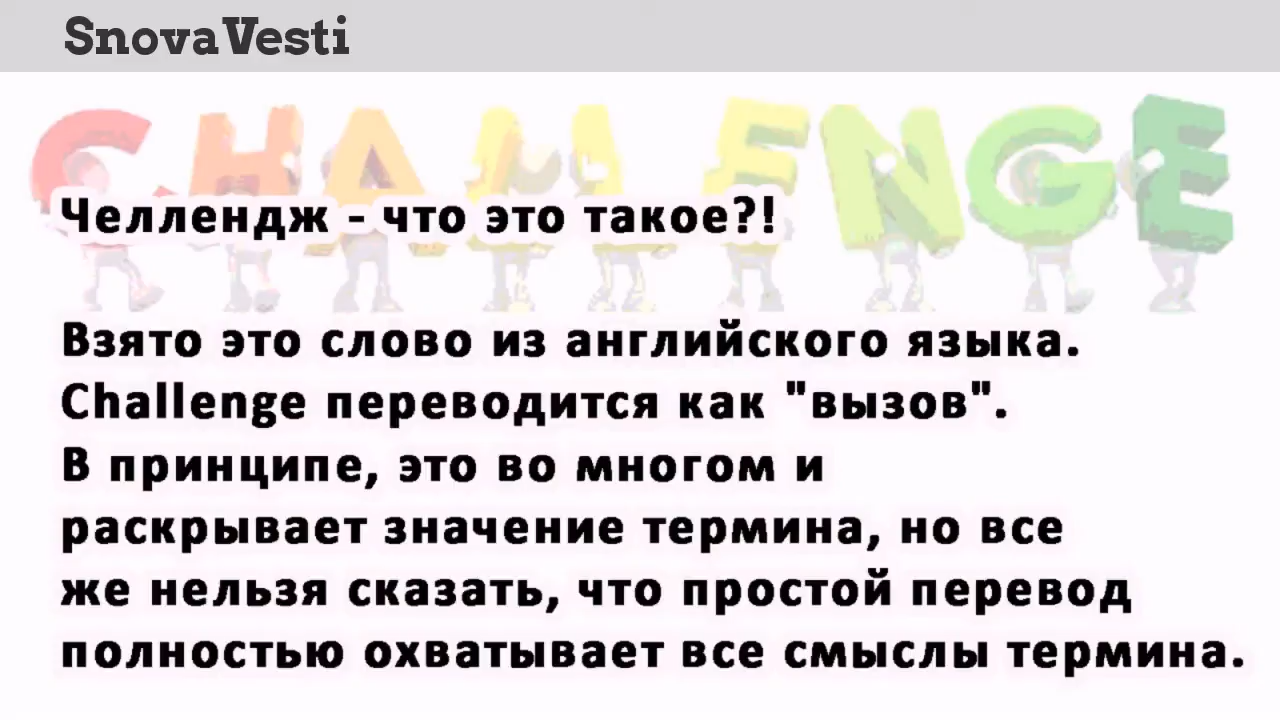 SnovaVesti
CHALLENGE
Челлендж - что это такое?!
Взято это слово из английского языка.
Challenge переводится как "вызов".
В принципе, это во многом и
раскрывает значение термина, но все
же нельзя сказать, что простой перевод
полностью охватывает все смыслы термина.